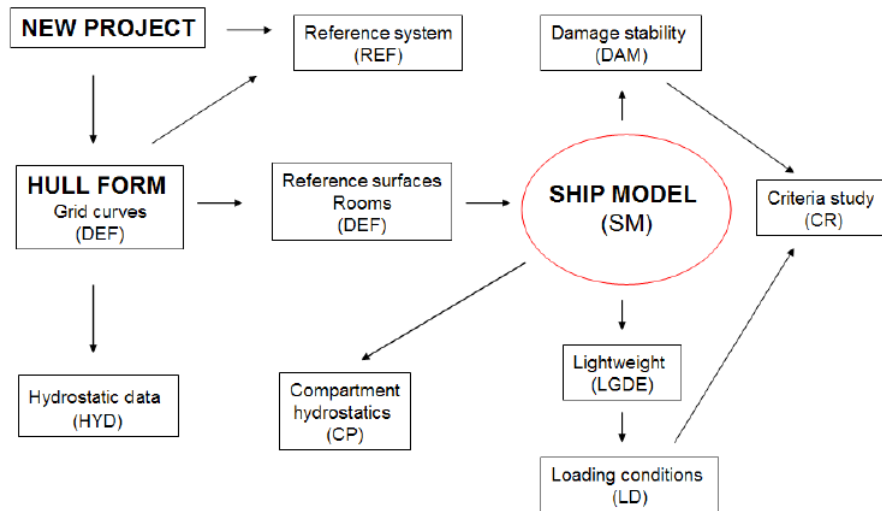 NEW PROJECT
Reference system
(REF)
Damage stability
(DAM)
HULL FORM
Grid curves
(DEF)
Reference surfaces
Rooms
(DEF)
SHIP MODEL
(SM)
Criteria study
(CR)
Hydrostatic data
(HYD)
Compartment
hydrostatics
(CP)
Lightweight
(LGDE)
Loading conditions
(LD)